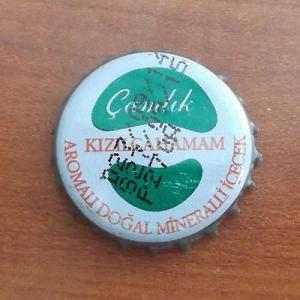 Çamlık
KIZILCAHAMAM
AROMALI DOĞAL MİNERALLİ İÇECEK